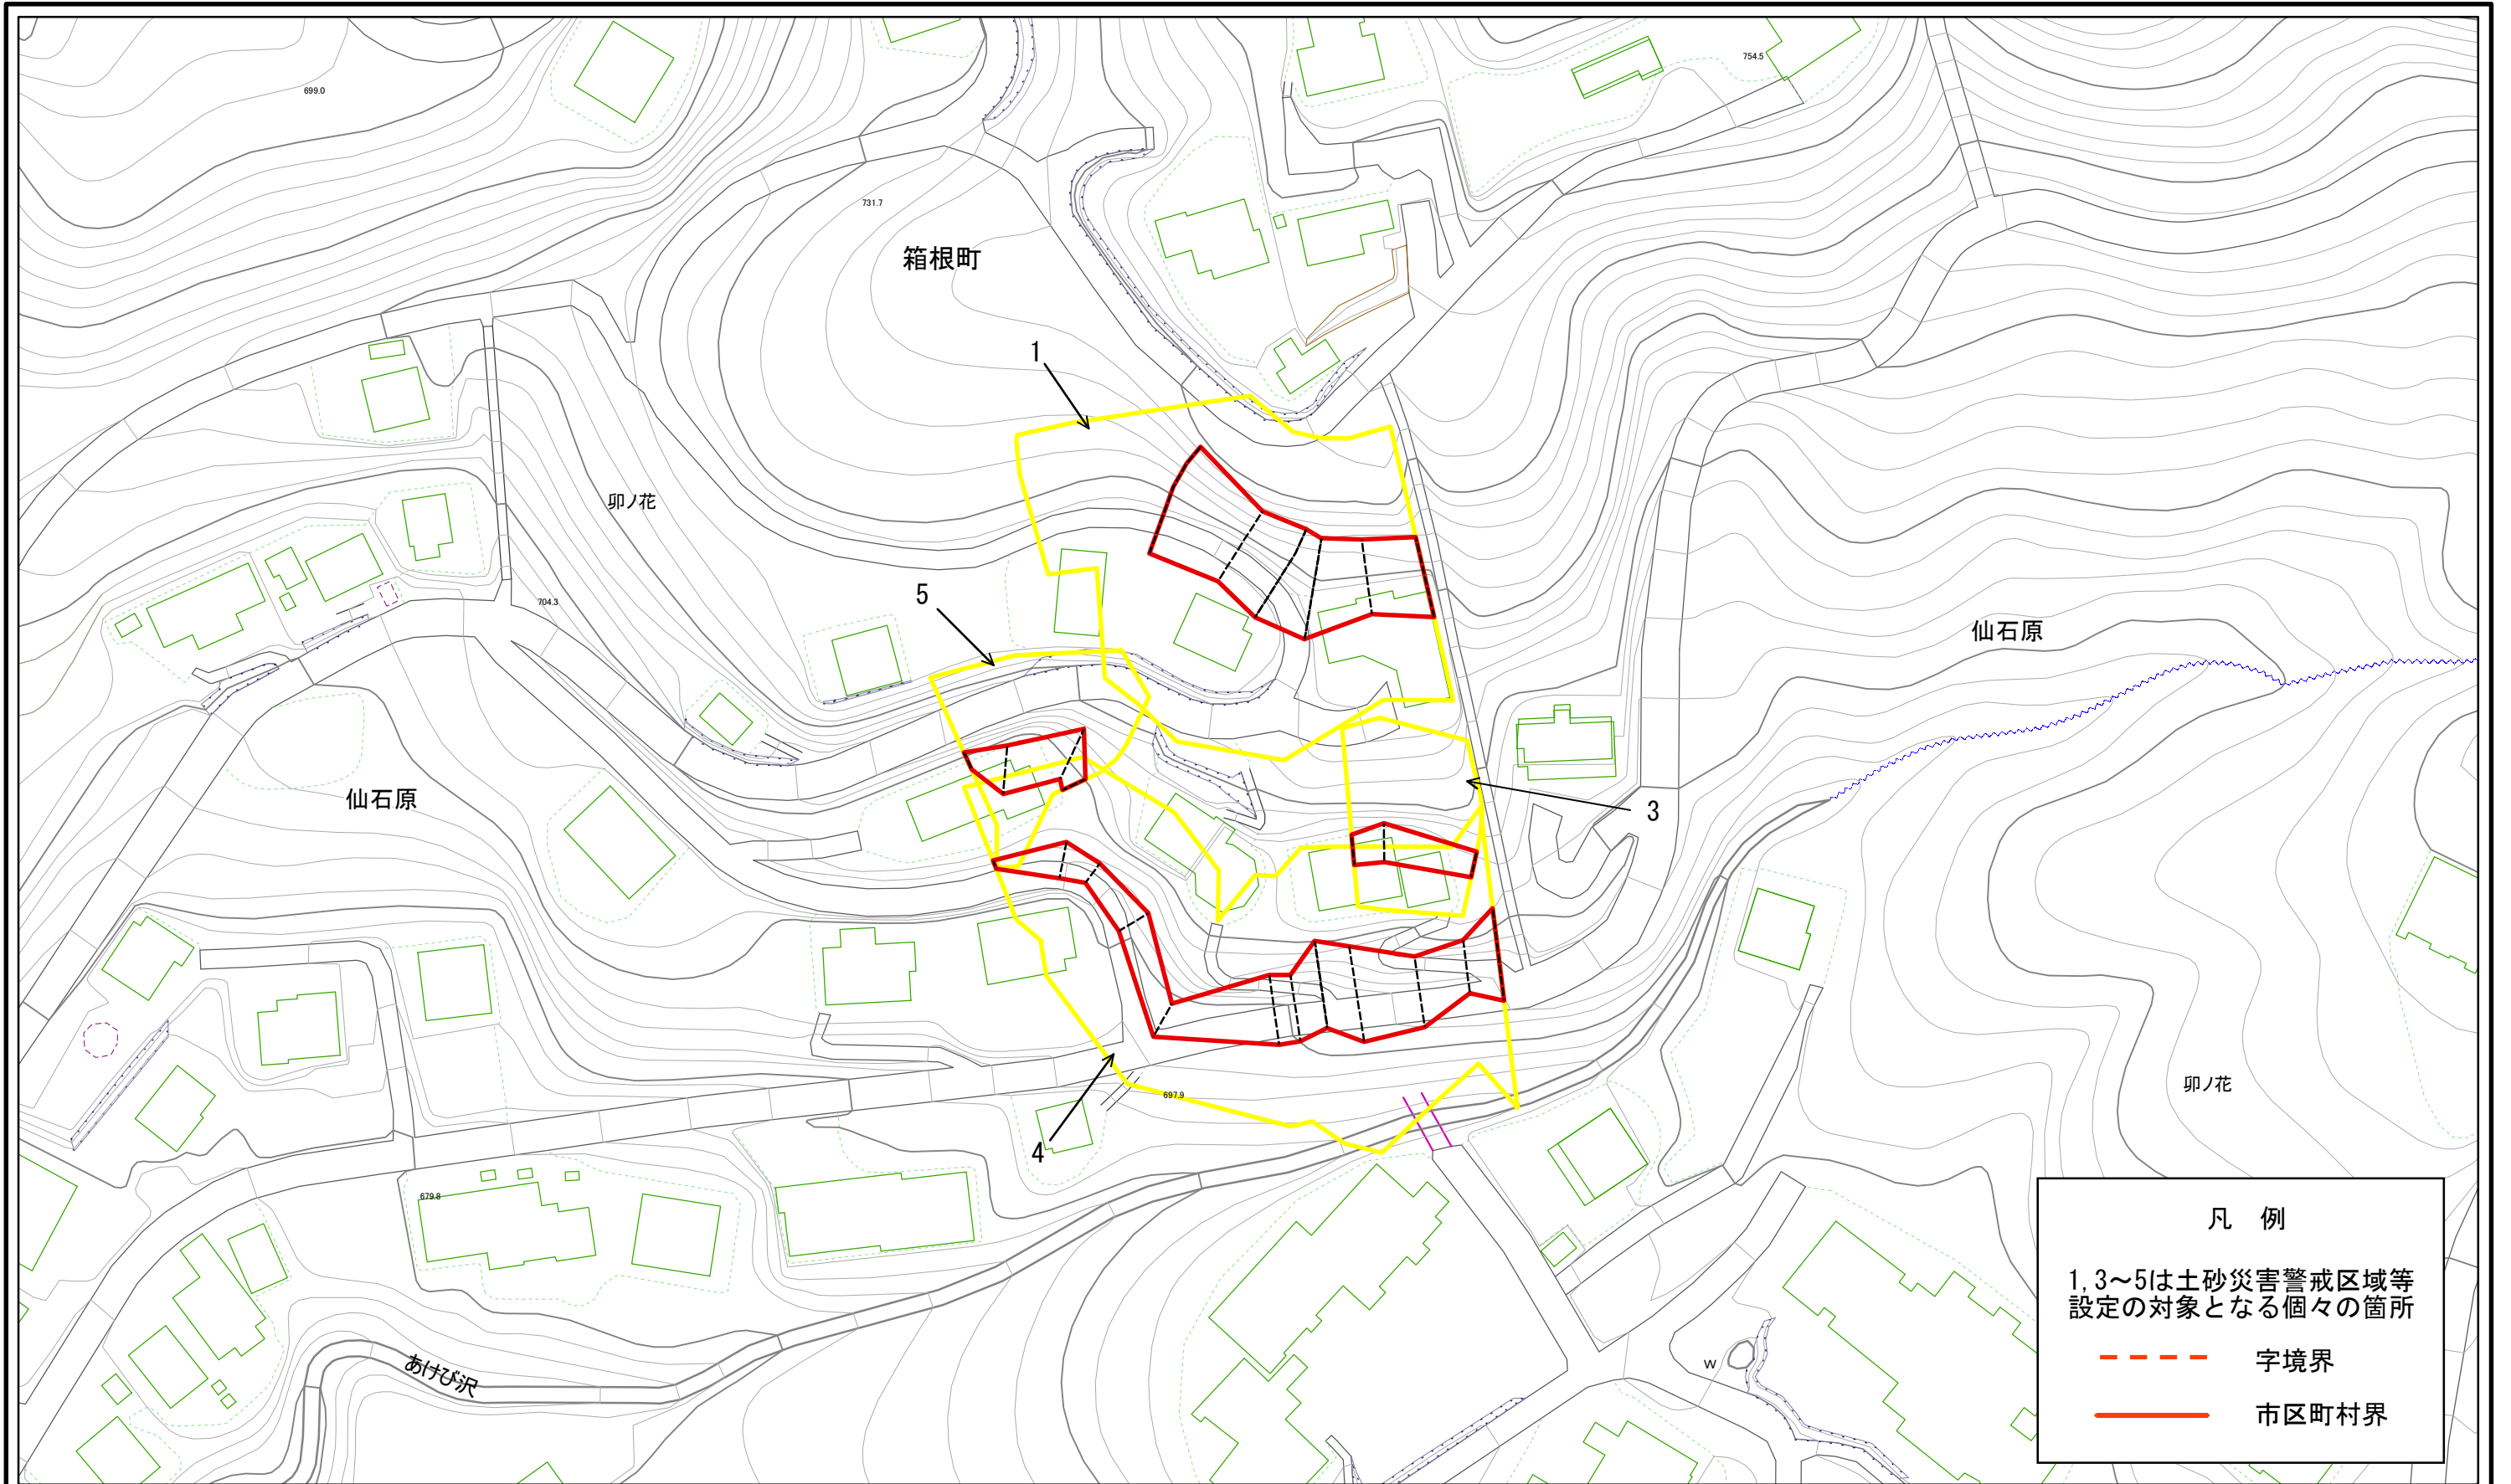 754.5
699.0
731.7
箱根町
1
卯ノ花
5
704.3
仙石原
仙石原
3
卯ノ花
697.9
4
679.8
あけび沢
W
凡 例
1,3～5は土砂災害警戒区域等
設定の対象となる個々の箇所
字境界
市区町村界